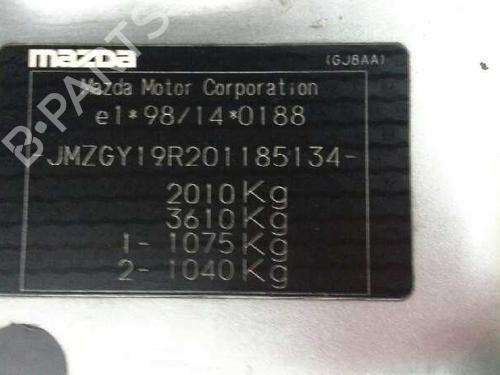 mazda (GJ8AA)
Mazda Motor Corporation
e1*98/14*0188
-JMZGY19R201185134-
2010Kg
3610Kg
1- 1075Kg
2- 1040Kg
B-PARTS